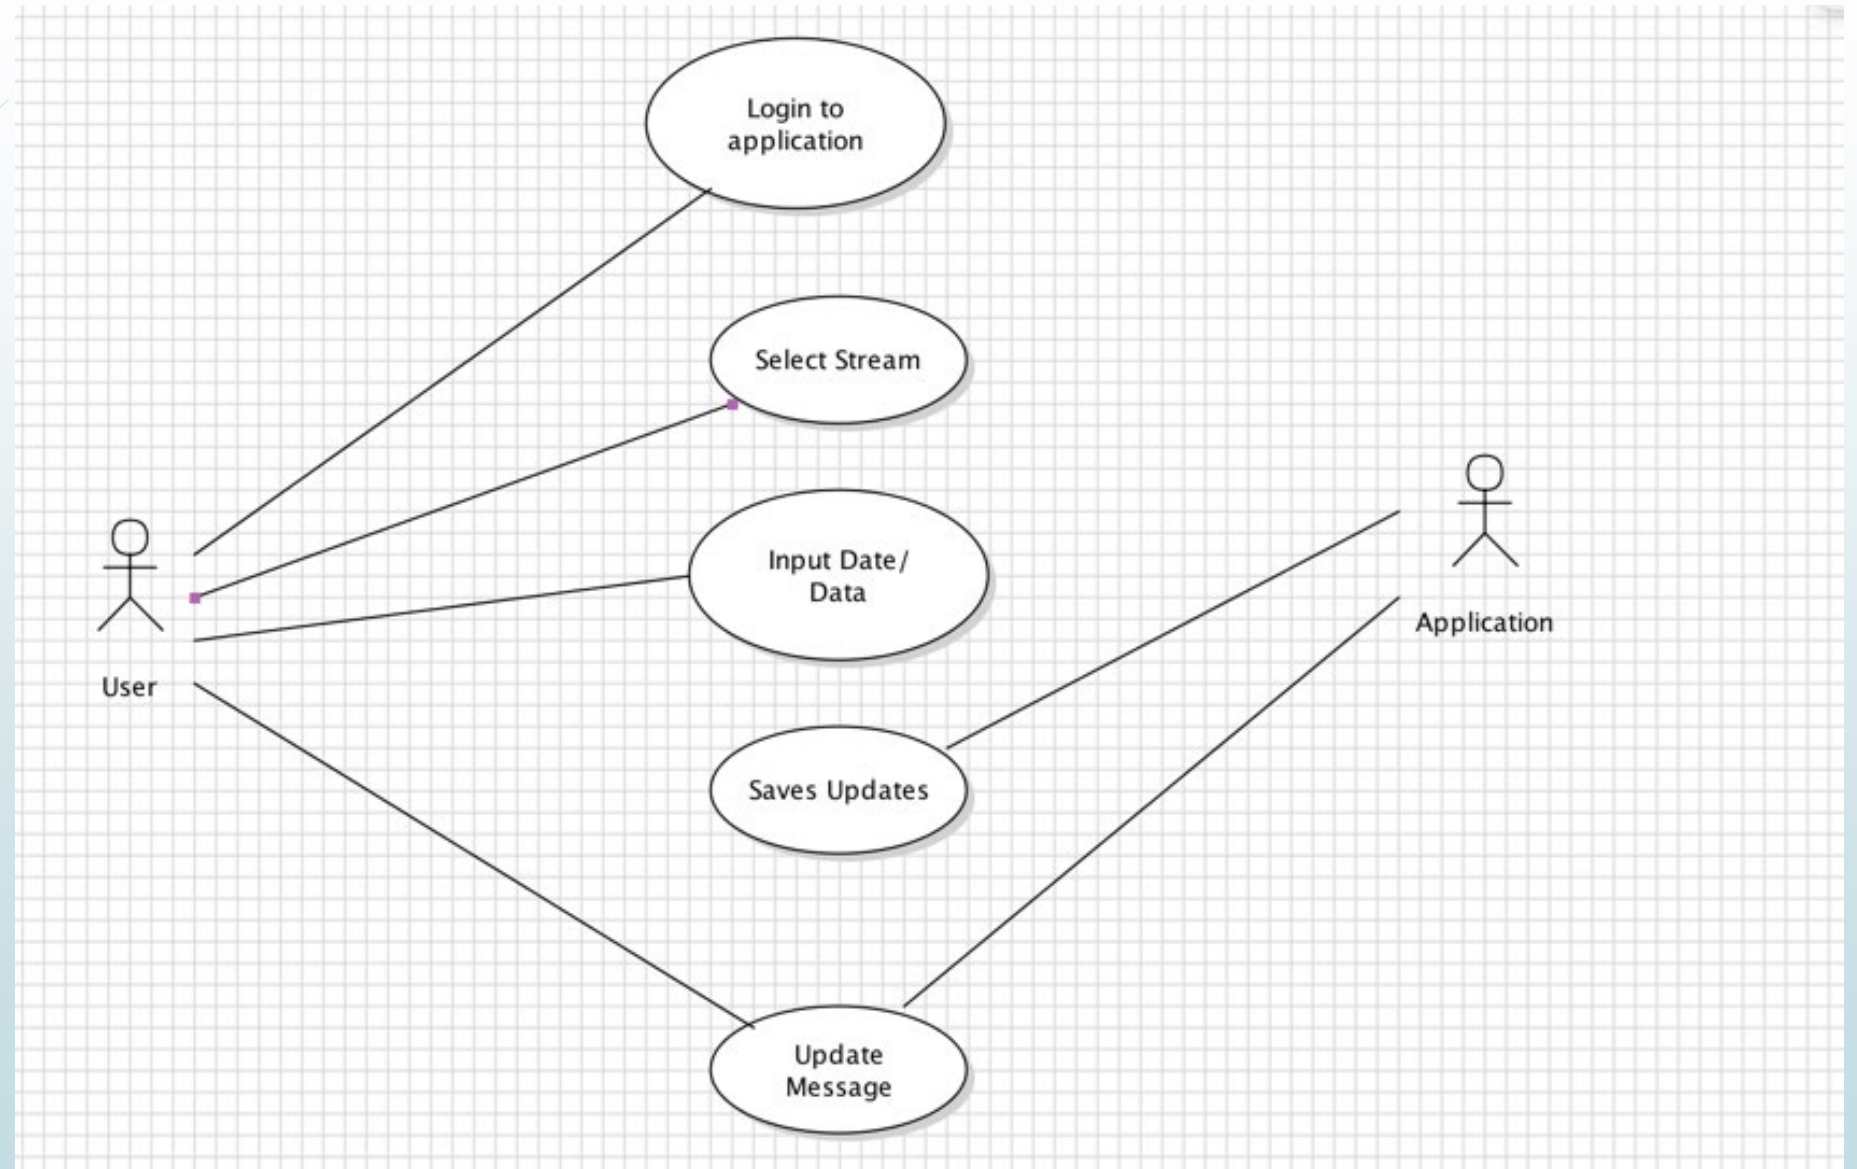 Login to
application
Select Stream
Input Date/
Data
User
Application
Saves Updates
Update
Message